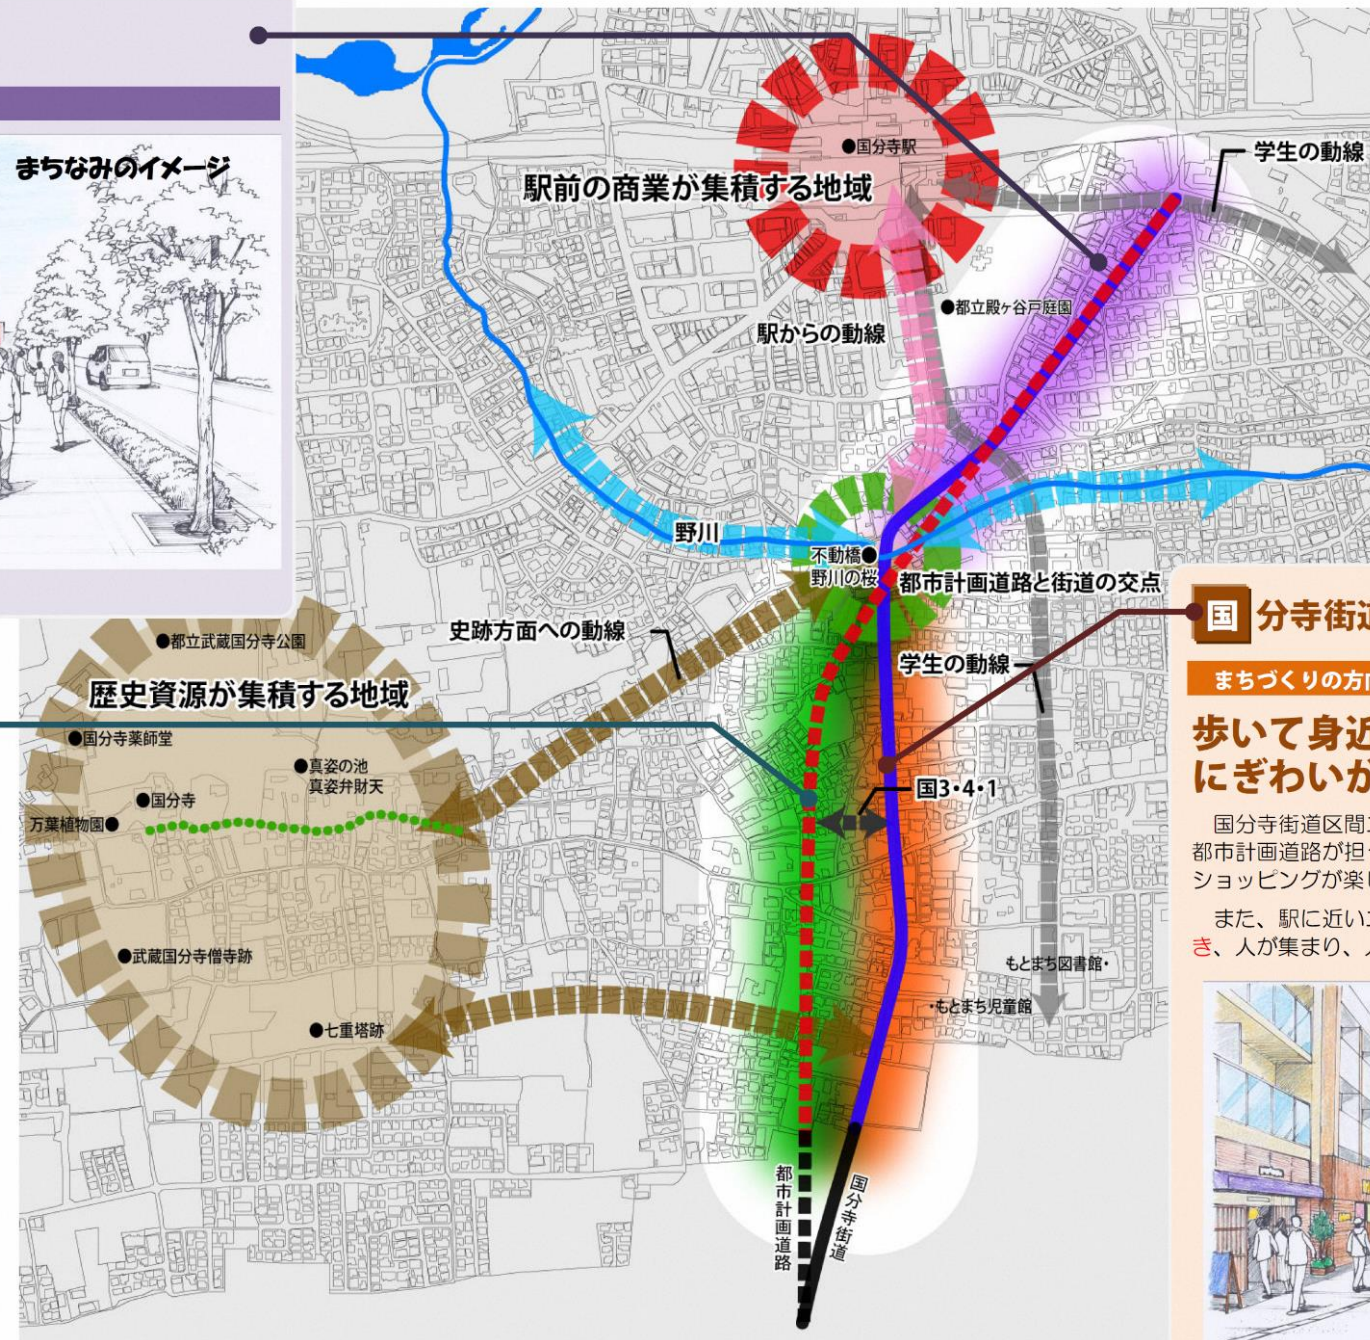 まちなみのイメージ
●国分寺駅
駅前の商業が集積する地域
学生の動線
●都立殿ヶ谷戸庭園
駅からの動線
野川
不動橋●
野川の桜
都市計画道路と街道の交点
史跡方面への動線
学生の動線
●都立武蔵国分寺公園
歴史資源が集積する地域
●国分寺薬師堂
●真姿の池
真姿弁財天
●国分寺
万葉植物園●
国3・4・1
●武蔵国分寺僧寺跡
●七重塔跡
もとまち図書館・
・もとまち児童館
都市計画道路
国分寺街道
国分寺街道
まちづくりの方向
歩いて身近
にぎわいが
国分寺街道区間
都市計画道路が担
ショッピングが楽し
また、駅に近い
き、人が集まり、